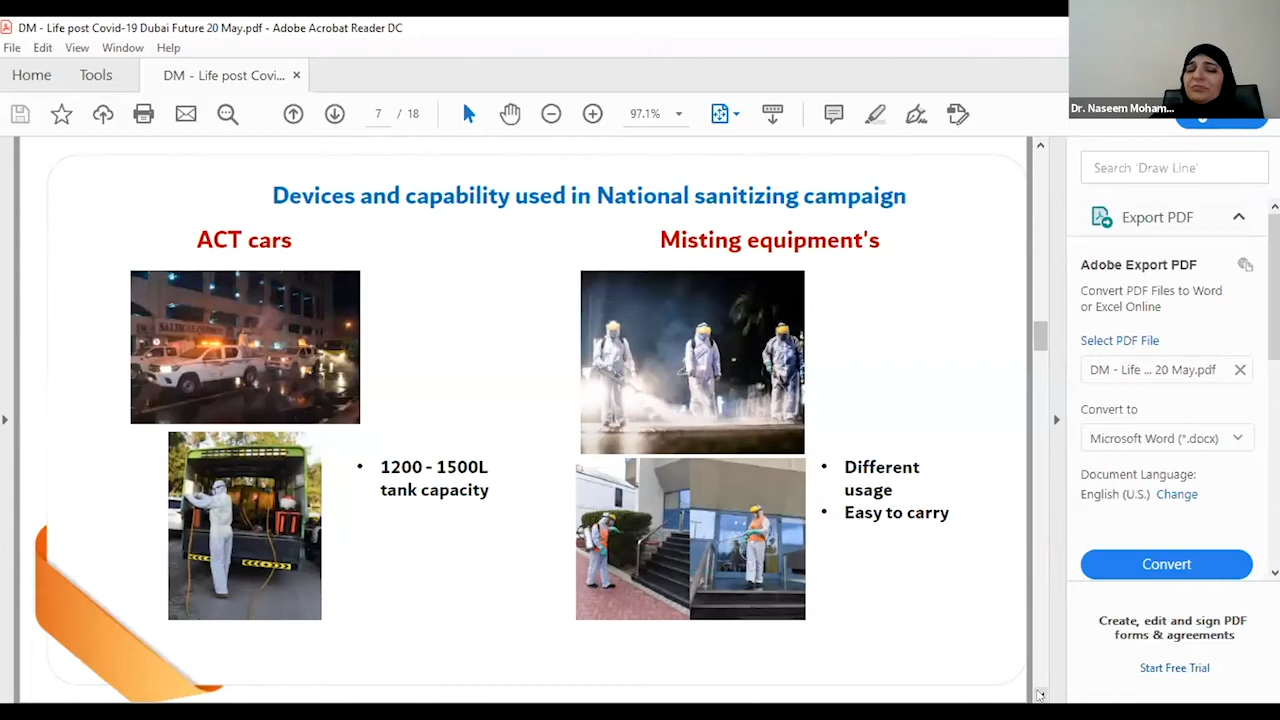 DM - Life post Covid-19 Dubai Future 20 May.pdf - Adobe Acrobat Reader DC
File Edit View Window Help
Home Tools DM - Life post Covi... ×
7 / 18 97.1%
Dr. Naseem Moham...
Devices and capability used in National sanitizing campaign
ACT cars
Misting equipment's
• 1200 - 1500L
tank capacity
• Different
usage
• Easy to carry
Search 'Draw Line'
Export PDF
Adobe Export PDF
Convert PDF Files to Word
or Excel Online
Select PDF File
DM - Life ... 20 May.pdf
Convert to
Microsoft Word (*.docx)
Document Language:
English (U.S.) Change
Convert
Create, edit and sign PDF
forms & agreements
Start Free Trial